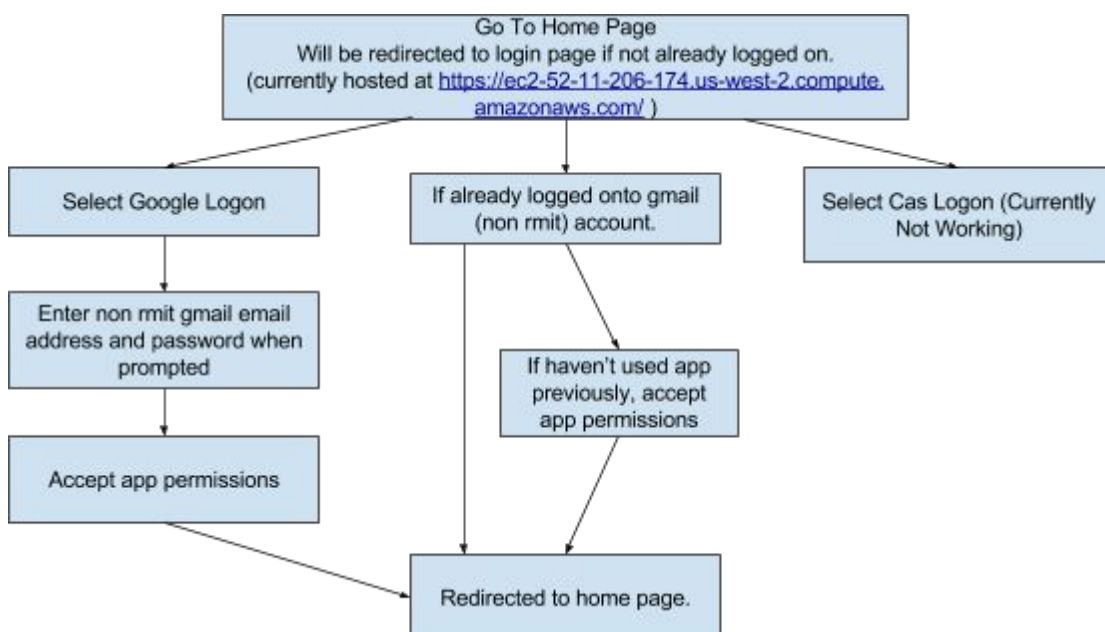 Go To Home Page
Will be redirected to login page if not already logged on.
(currently hosted at https://ec2-52-11-206-174.us-west-2.compute.
amazonaws.com/ )
Select Google Logon
If already logged onto gmail
(non rmit) account.
Select Cas Logon (Currently
Not Working)
Enter non rmit gmail email
address and password when
prompted
If haven’t used app
previously, accept
app permissions
Accept app permissions
Redirected to home page.